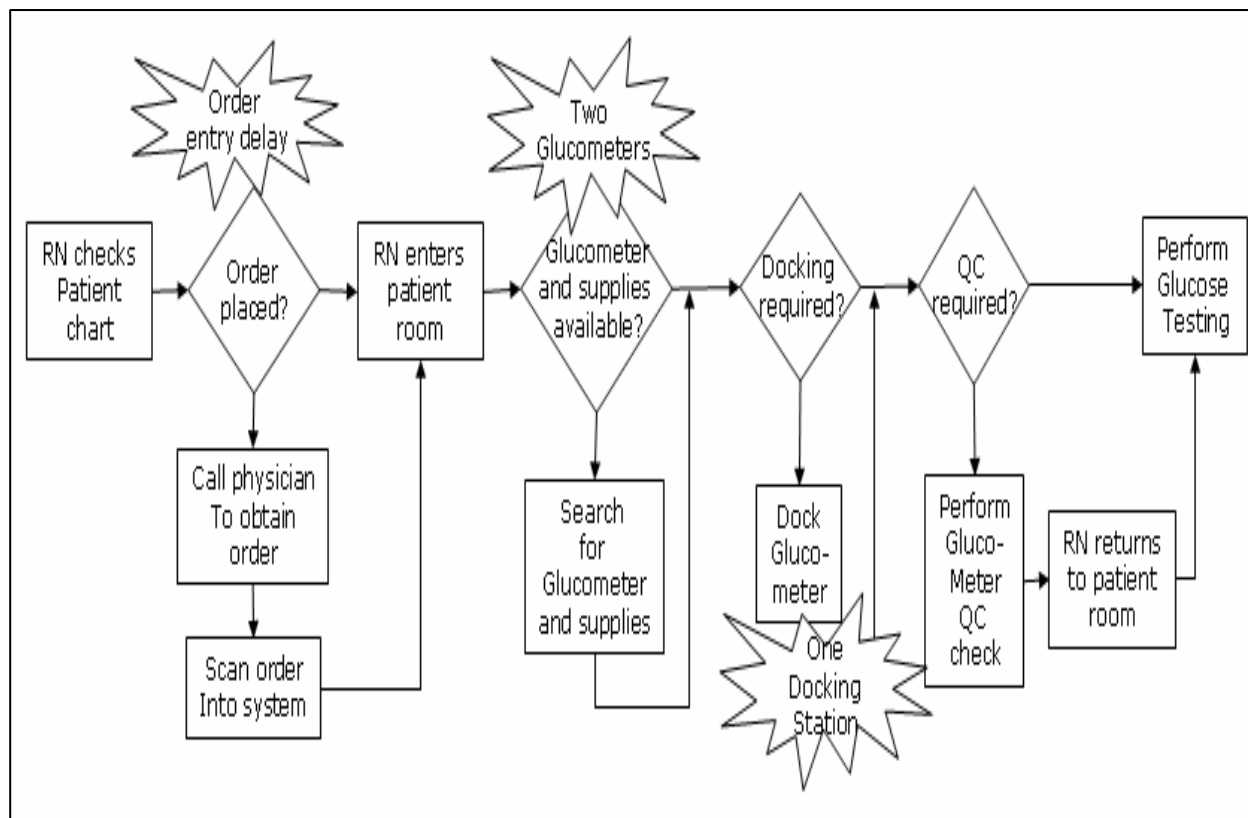 Order
entry delay
Two
Glucometers
RN checks
Patient
chart
Order
placed?
RN enters
patient
room
Glucometer
and supplies
available?
Docking
required?
QC
required?
Perform
Glucose
Testing
Call physician
To obtain
order
Scan order
Into system
Search
for
Glucometer
and supplies
Dock
Gluco-
meter
One
Docking
Station
Perform
Gluco-
Meter
QC
check
RN returns
to patient
room